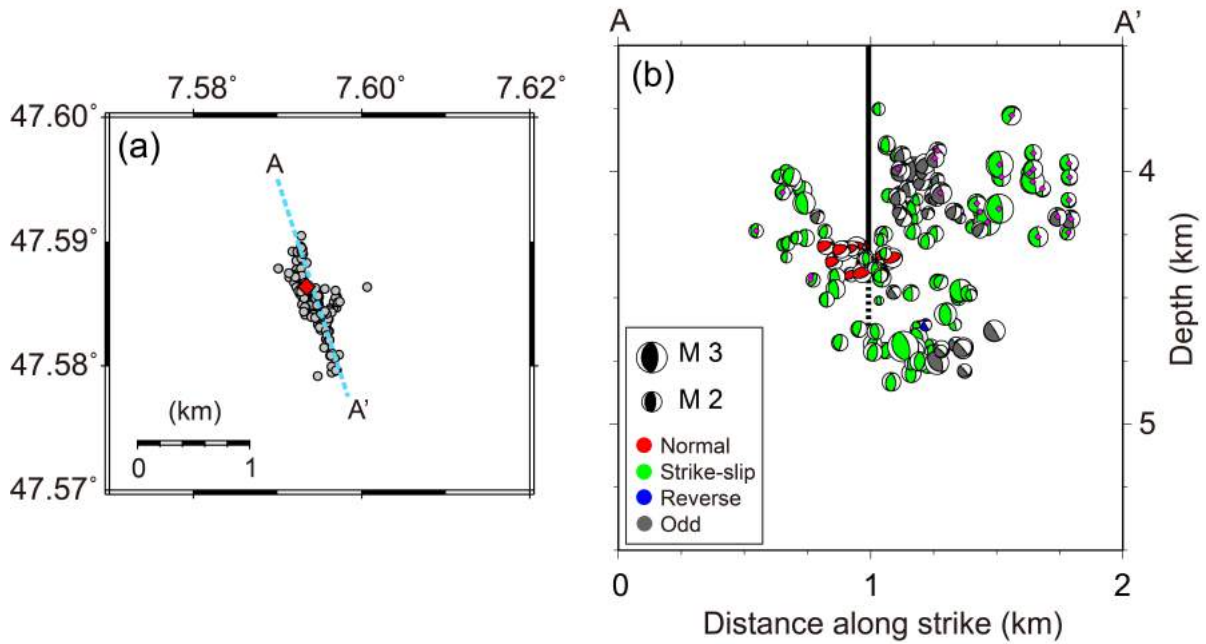 7.58° 7.60° 7.62°
47.60°
47.59°
47.58°
47.57°
(a)
A
A'
(km)
0 1
A A'
(b)
M 3
M 2
Normal
Strike-slip
Reverse
Odd
4
5
Depth (km)
0 1 2
Distance along strike (km)